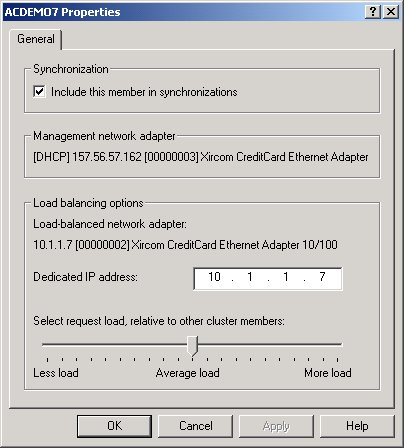 ACDEMO7 Properties
General
Synchronization
Include this member in synchronizations
Management network adapter
[DHCP] 157.56.57.162 [00000003] Xircom CreditCard Ethernet Adapter
Load balancing options
Load-balanced network adapter:
10.1.1.7 [00000002] Xircom CreditCard Ethernet Adapter 10/100
Dedicated IP address: 10 . 1 . 1 . 7
Select request load, relative to other cluster members:
Less load Average load More load
OK Cancel Apply Help